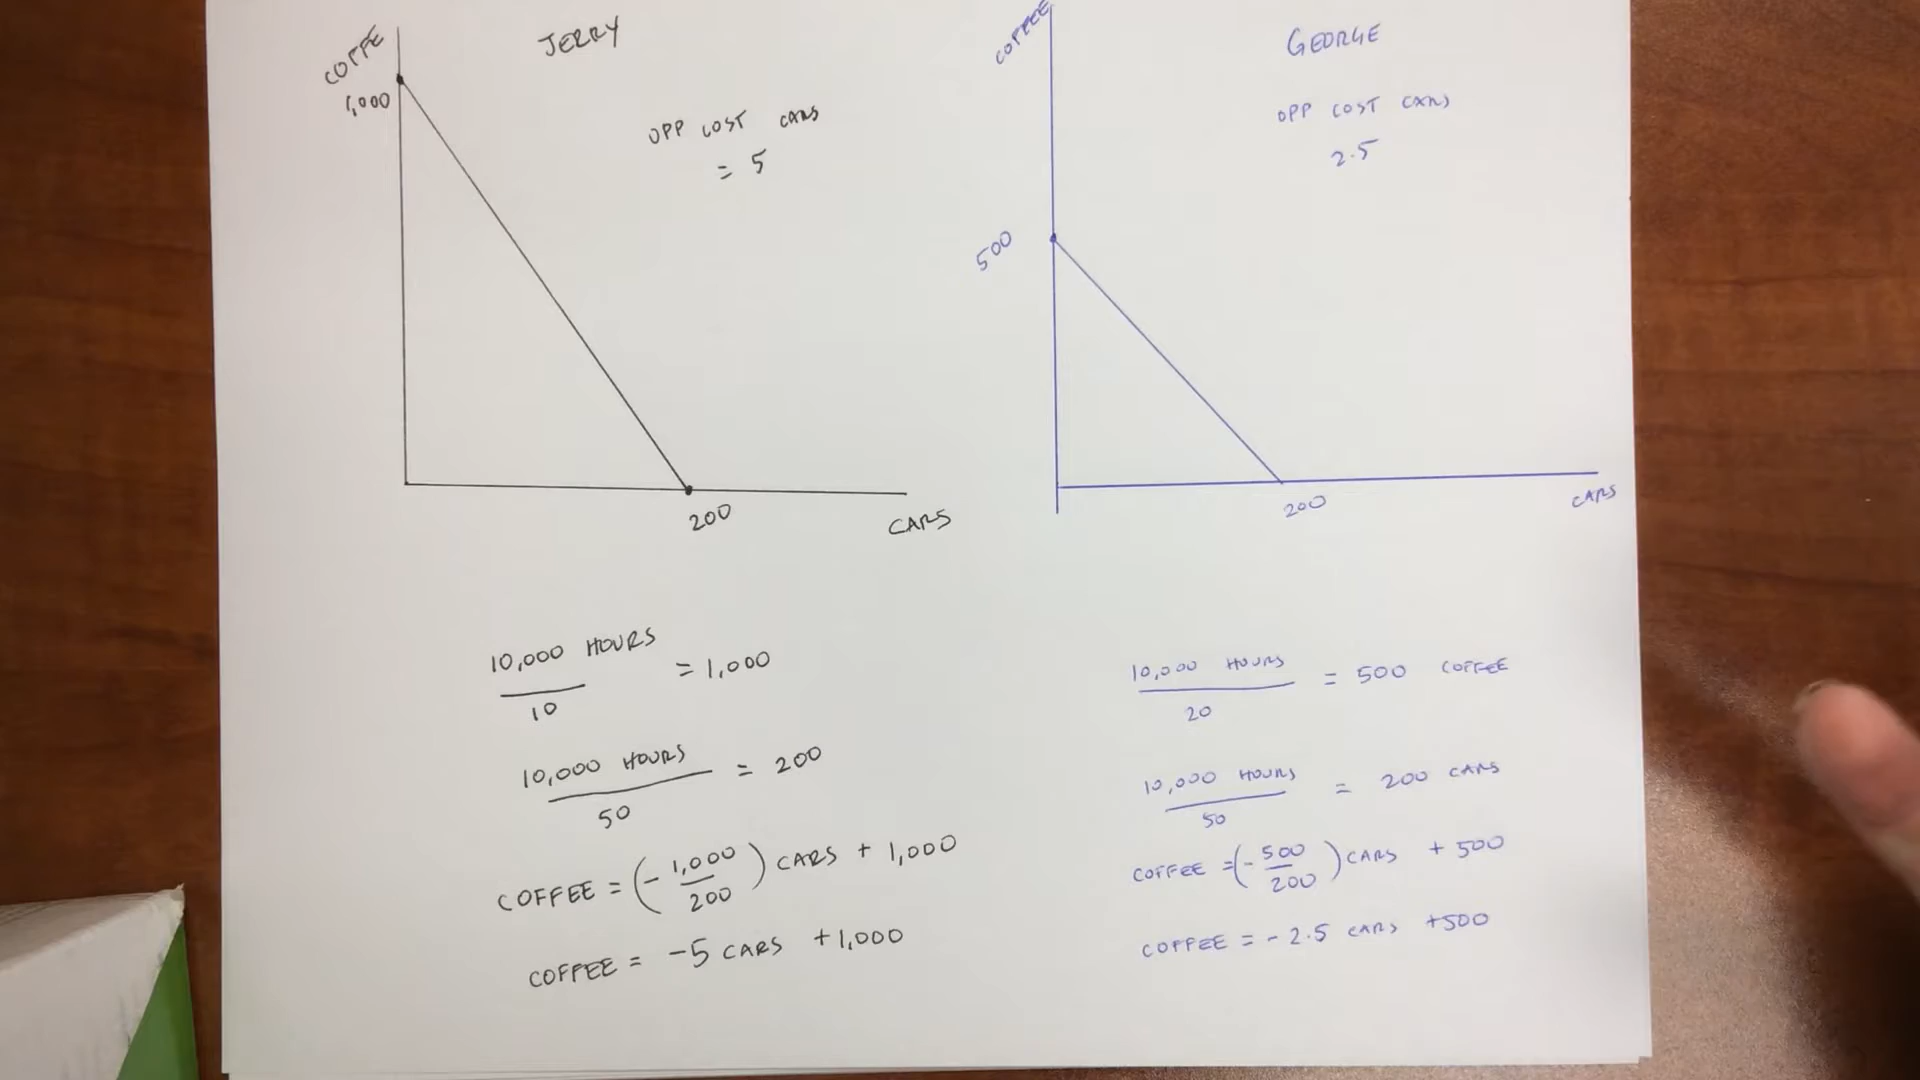 COFFE
1,000
JERRY
OPP COST CARS
= 5
200
CARS
10,000 HOURS
10
= 1,000
10,000 HOURS
50
= 200
COFFEE = (- 1,000
200
) CARS + 1,000
COFFEE = -5 CARS +1,000
COFFEE
500
GEORGE
OPP COST CARS
2.5
200
CARS
10,000 HOURS
20
= 500 COFFEE
10,000 HOURS
50
= 200 CARS
COFFEE =(- 500
200
) CARS + 500
COFFEE = - 2.5 CARS +500